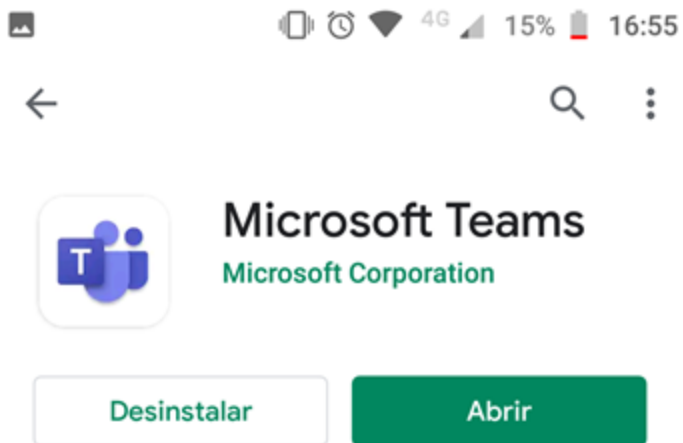 4G 15% 16:55
Microsoft Teams
T
Microsoft Corporation
Desinstalar Abrir